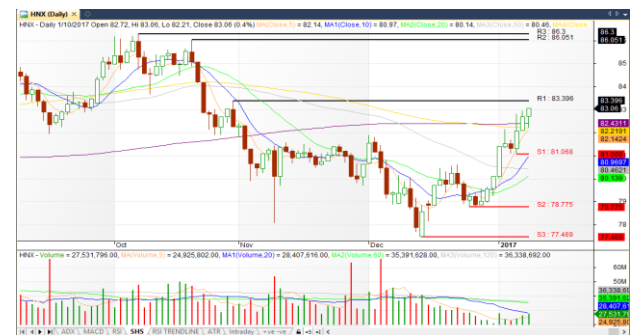 HNX (Daily)
HNX - Daily 1/10/2017 Open 82.72, Hi 83.06, Lo 82.21, Close 83.06 (0.4%) MA(Close,5) = 82.14, MA1(Close,10) = 80.97, MA2(Close,20) = 80.14, MA3(Close,50) = 80.46,
R3 : 86.3
R2 : 86.051
R1 : 83.396
S1 : 81.068
S2 : 78.775
S3 : 77.469
86.3
86.051
85
84
83.396
83.06
82.4311
82.2191
82.1424
80.9697
80.4621
80.139
78.775
77.469
Oct
Nov
Dec
2017
HNX - Volume = 27,531,796.00, MA(Volume,5) = 24,925,802.00, MA1(Volume,20) = 28,407,616.00, MA2(Volume,60) = 35,391,628.00, MA3(Volume,120) = 36,338,692.00
60M
50M
36,338,69
28,407,61
27,531,79
24,925,80
ADX
MACD
RSI
SHS
RSI TRENDLINE
ATR
Intraday
+ve -ve